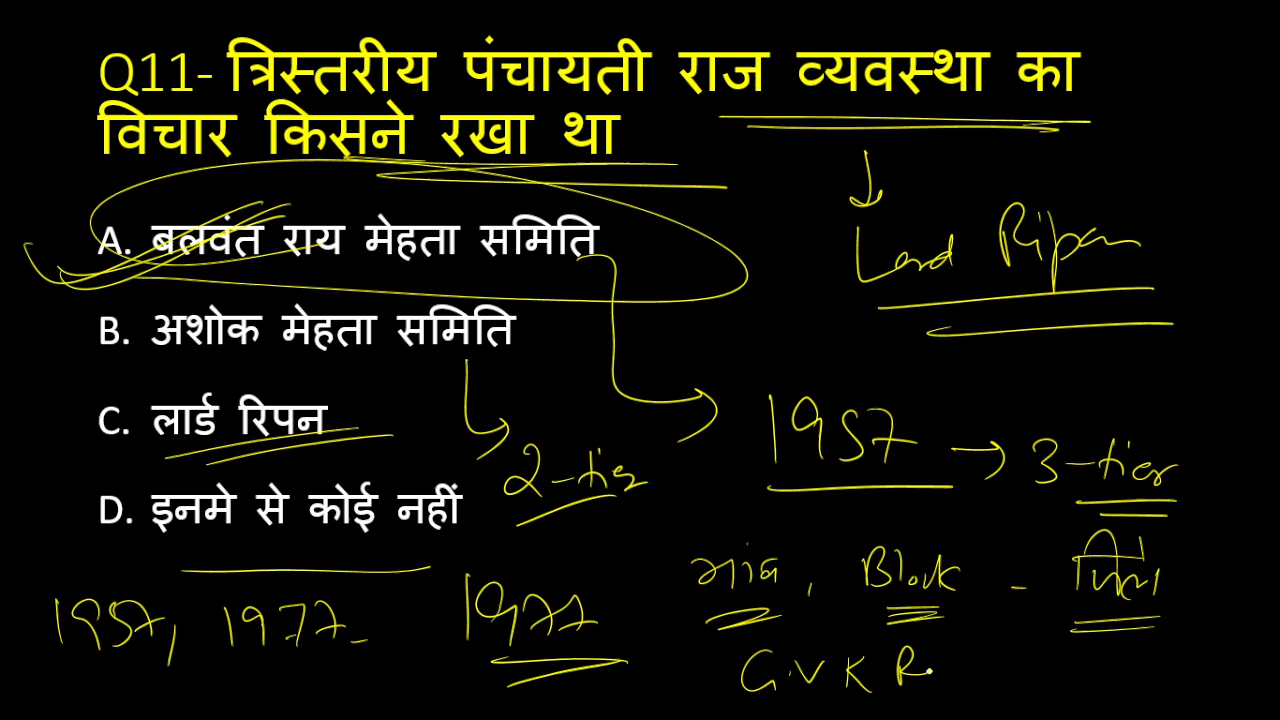 Q11- त्रिस्तरीय पंचायती राज व्यवस्था का
विचार किसने रखा था
A. बलवंत राय मेहता समिति
Lord Ripan
B. अशोक मेहता समिति
C. लार्ड रिपन
1957 → 3-tier
2-tier
D. इनमे से कोई नहीं
गांव, Block - जिला
1957, 1977- 1977
G.V K R